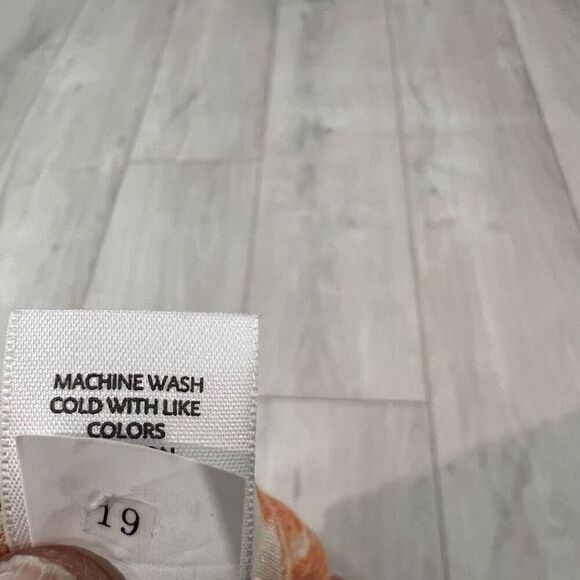 MACHINE WASH
COLD WITH LIKE
COLORS
19